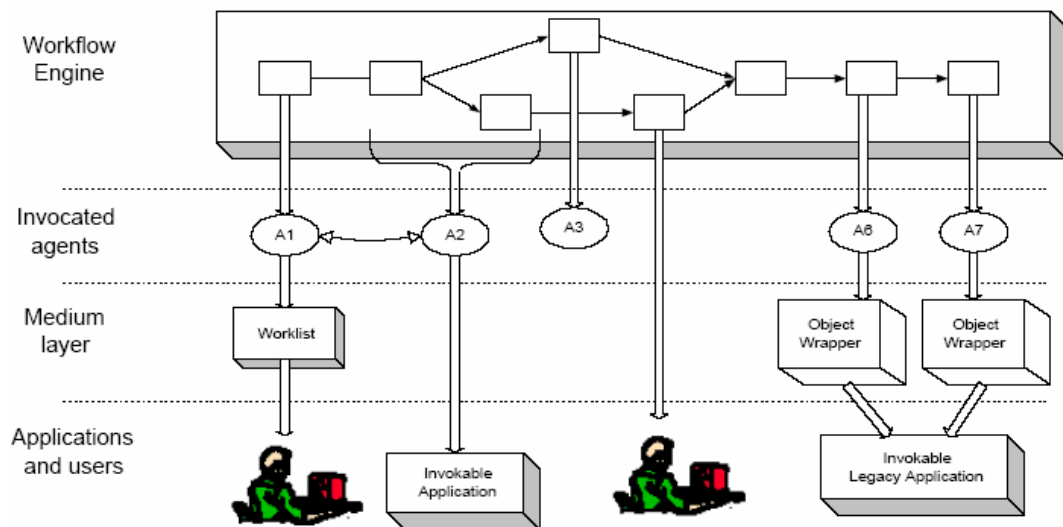 Workflow
Engine
Invocated
agents
A1
A2
A3
A6
A7
Medium
layer
Worklist
Object
Wrapper
Object
Wrapper
Applications
and users
Invokable
Application
Invokable
Legacy Application